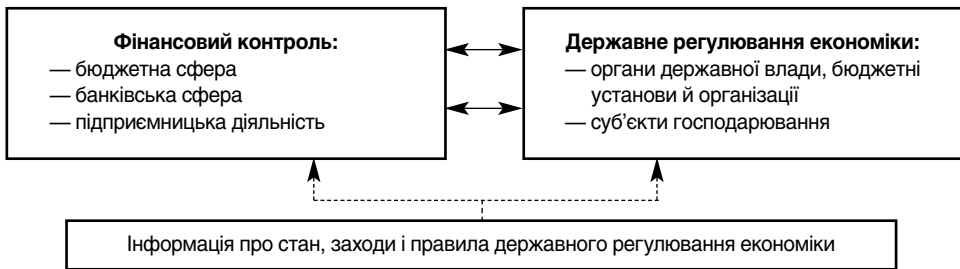 Фінансовий контроль:
— бюджетна сфера
— банківська сфера
— підприємницька діяльність
Державне регулювання економіки:
— органи державної влади, бюджетні
установи й організації
— суб’єкти господарювання
Інформація про стан, заходи і правила державного регулювання економіки